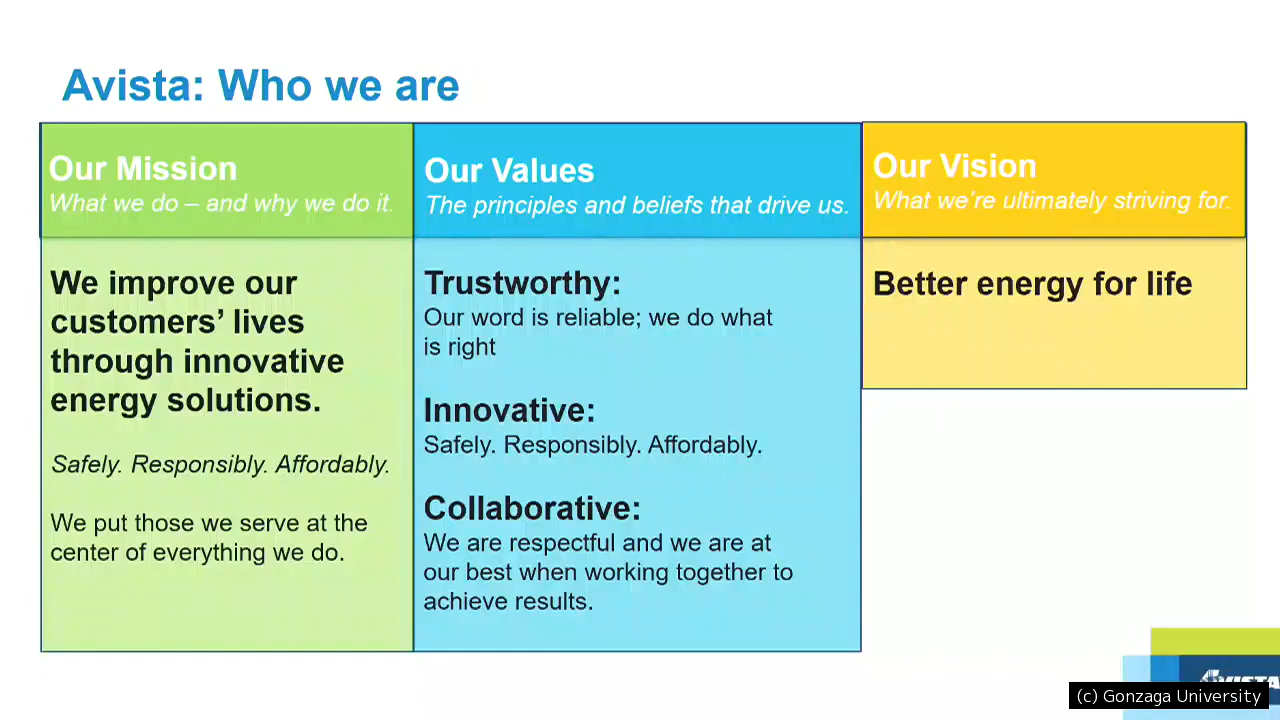 Avista: Who we are
Our Mission
What we do – and why we do it.
We improve our
customers’ lives
through innovative
energy solutions.
Safely. Responsibly. Affordably.
We put those we serve at the
center of everything we do.
Our Values
The principles and beliefs that drive us.
Trustworthy:
Our word is reliable; we do what
is right
Innovative:
Safely. Responsibly. Affordably.
Collaborative:
We are respectful and we are at
our best when working together to
achieve results.
Our Vision
What we’re ultimately striving for.
Better energy for life
(c) Gonzaga University